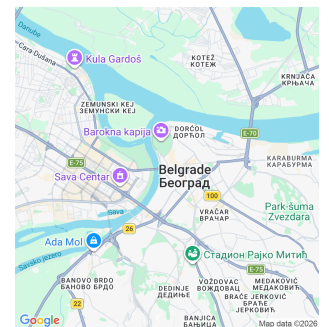 Danube
Cara Dušana
Kula Gardoš
KOTEŽ
КОТЕЖ
KRNJAČA
КРЊАЧА
ZEMUNSKI KEJ
ЗЕМУНСКИ КЕЈ
Barokna kapija
DORĆOL
ДОРЋОЛ
E-70
E-75
Sava Centar
Belgrade
Београд
KARABURMA
КАРАБУРМА
100
Park-šuma
Zvezdara
Sava
VRAČAR
ВРАЧАР
26
Ada Mol
Savsko jezero
Стадион Рајко Митић
E-75
BANOVO BRDO
БАНОВО БРДО
DEDINJE
ДЕДИЊЕ
VOŽDOVAC
ВОЖДОВАЦ
MEDAKOVIĆ
МЕДАКОВИЋ
BRAĆE JERKOVIĆ
БРАЋЕ
ЈЕРКОВИЋ
BANJICA
БАЊИЦА
Google
Map data ©2026